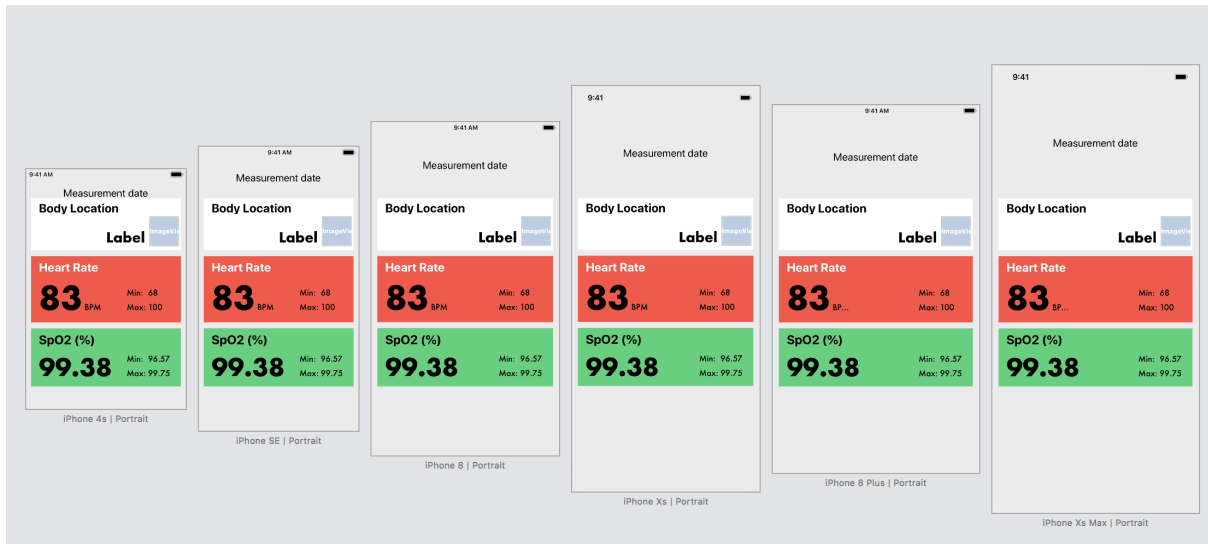 9:41 AM
Measurement date
Body Location
Label
ImageVie
Heart Rate
83 BPM
Min: 68
Max: 100
SpO2 (%)
99.38
Min: 96.57
Max: 99.75
iPhone 4s | Portrait
9:41 AM
Measurement date
Body Location
Label
ImageVie
Heart Rate
83 BPM
Min: 68
Max: 100
SpO2 (%)
99.38
Min: 96.57
Max: 99.75
iPhone SE | Portrait
9:41 AM
Measurement date
Body Location
Label
ImageVie
Heart Rate
83 BPM
Min: 68
Max: 100
SpO2 (%)
99.38
Min: 96.57
Max: 99.75
iPhone 8 | Portrait
9:41
Measurement date
Body Location
Label
ImageVie
Heart Rate
83 BPM
Min: 68
Max: 100
SpO2 (%)
99.38
Min: 96.57
Max: 99.75
iPhone Xs | Portrait
9:41 AM
Measurement date
Body Location
Label
ImageVie
Heart Rate
83 BP...
Min: 68
Max: 100
SpO2 (%)
99.38
Min: 96.57
Max: 99.75
iPhone 8 Plus | Portrait
9:41
Measurement date
Body Location
Label
ImageVie
Heart Rate
83 BP...
Min: 68
Max: 100
SpO2 (%)
99.38
Min: 96.57
Max: 99.75
iPhone Xs Max | Portrait